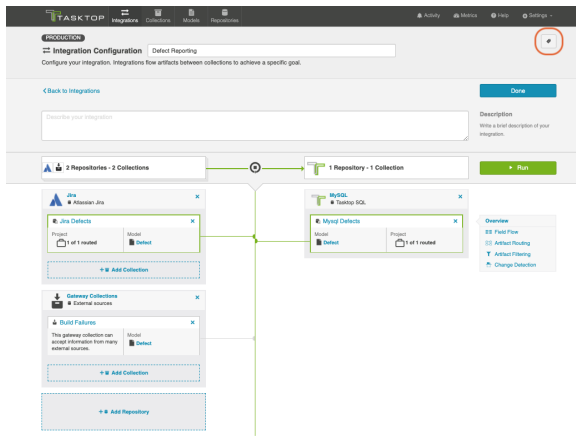 TASKTOP
Integrations
Collections
Models
Repositories
Activity
Metrics
Help
Settings
PRODUCTION
Integration Configuration
Defect Reporting
Configure your integration. Integrations flow artifacts between collections to achieve a specific goal.
Back to Integrations
Done
Describe your integration
Description
Write a brief description of your
integration.
2 Repositories - 2 Collections
1 Repository - 1
Collection
Run
Jira
Atlassian Jira
Jira Defects
Project
1 of 1 routed
Model
Defect
+ Add Collection
MySQL
Tasktop SQL
Mysql Defects
Model
Defect
Project
1 of 1 routed
Overview
Field Flow
Artifact Routing
Artifact Filtering
Change Detection
Gateway Collections
External sources
Build Failures
This gateway collection can
accept information from many
external sources.
Model
Defect
+ Add Collection
+ Add Repository